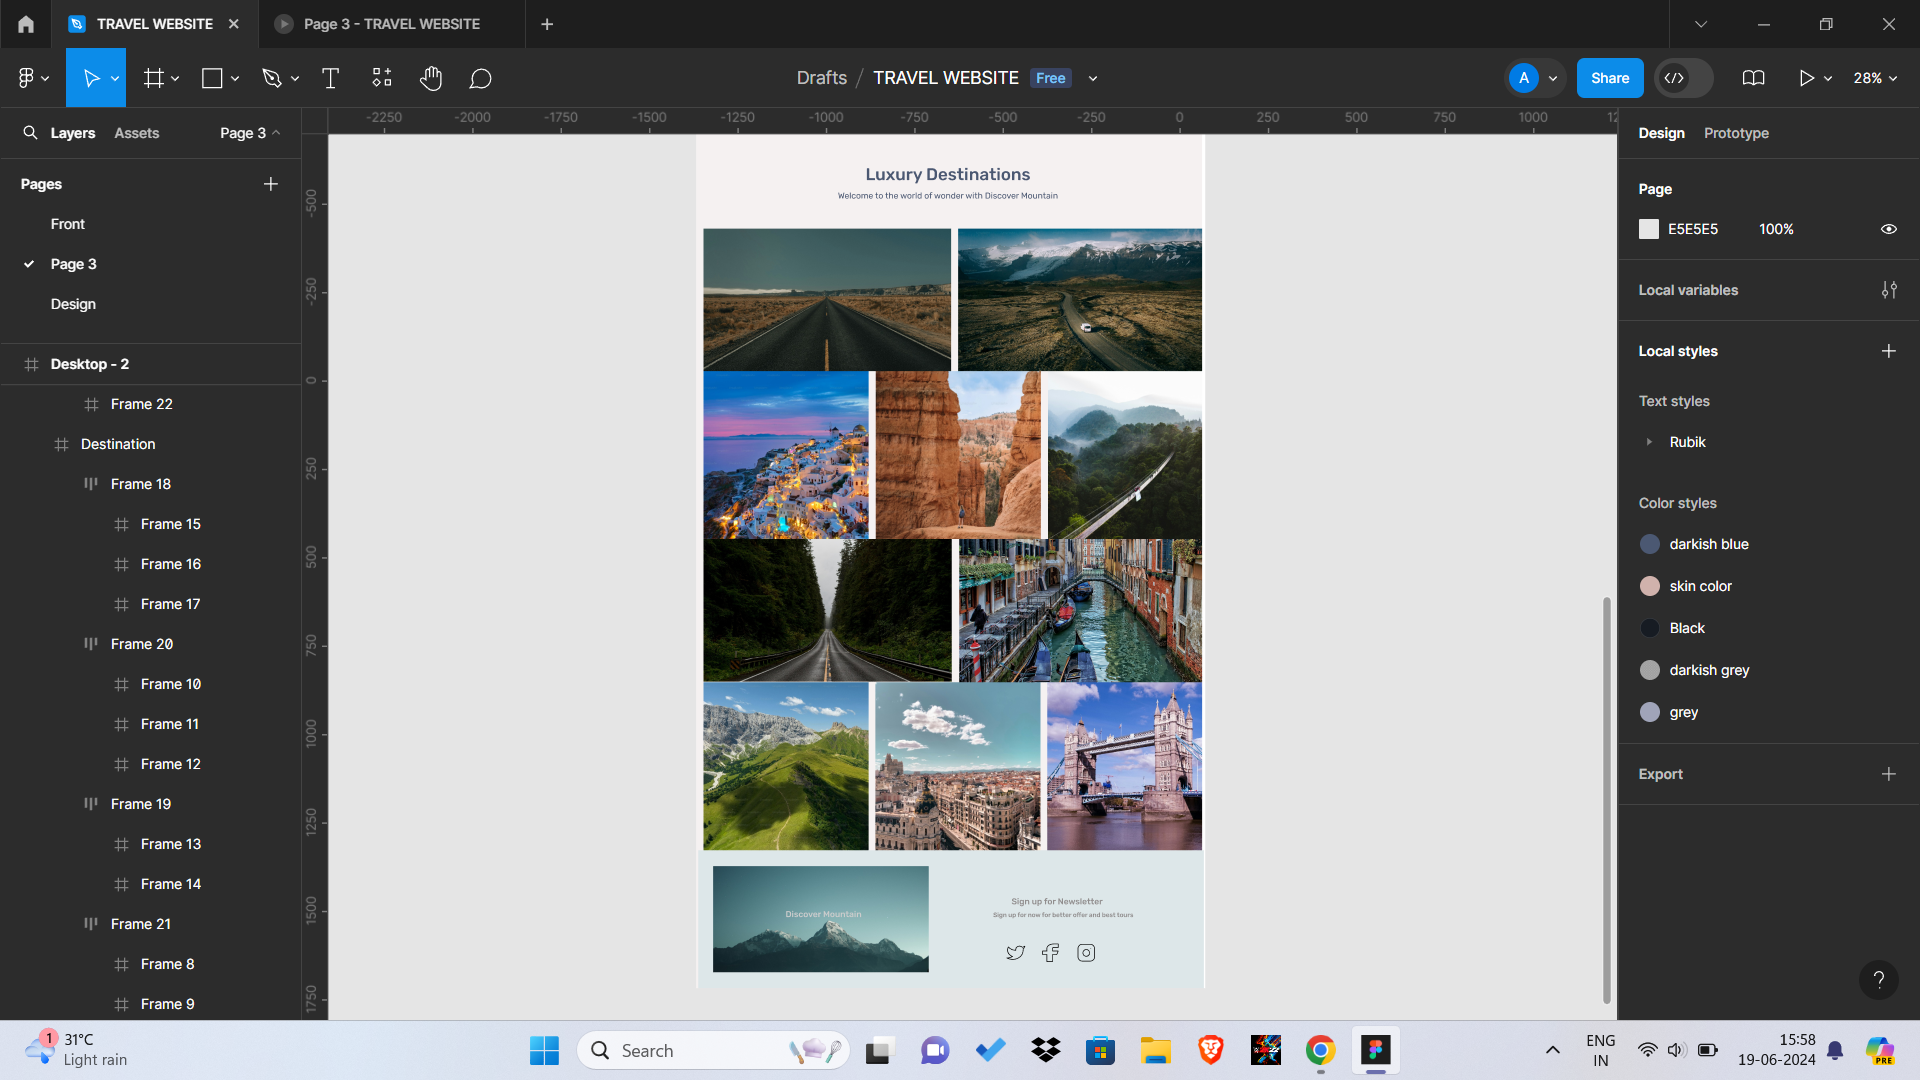 TRAVEL WEBSITE
Page 3 - TRAVEL WEBSITE
Drafts / TRAVEL WEBSITE Free
A
Share
28%
Layers
Assets
Page 3
Pages
Front
Page 3
Design
Desktop - 2
Frame 22
Destination
Frame 18
Frame 15
Frame 16
Frame 17
Frame 20
Frame 10
Frame 11
Frame 12
Frame 19
Frame 13
Frame 14
Frame 21
Frame 8
Frame 9
-2250 -2000 -1750 -1500 -1250 -1000 -750 -500 -250 0 250 500 750 1000 12
-500
-250
0
250
500
750
1000
1250
1500
1750
Luxury Destinations
Welcome to the world of wonder with Discover Mountain
Discover Mountain
Sign up for Newsletter
Sign up for now for better offer and best tours
Design
Prototype
Page
E5E5E5 100%
Local variables
Local styles
Text styles
Rubik
Color styles
darkish blue
skin color
Black
darkish grey
grey
Export
?
1
31°C
Light rain
Search
ENG
IN
15:58
19-06-2024
PRE